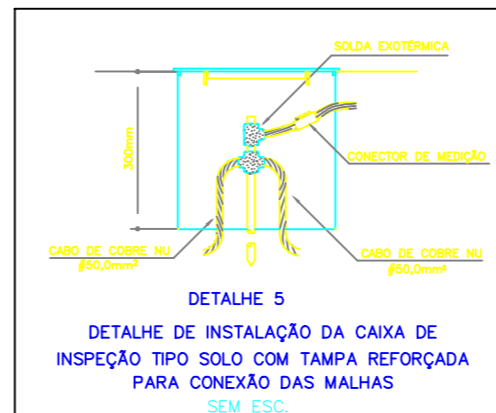 SOLDA EXOTÉRMICA
300mm
CONECTOR DE MEDIÇÃO
CABO DE COBRE NU
#50,0mm²
CABO DE COBRE NU
#50,0mm²
DETALHE 5
DETALHE DE INSTALAÇÃO DA CAIXA DE
INSPEÇÃO TIPO SOLO COM TAMPA REFORÇADA
PARA CONEXÃO DAS MALHAS
SEM ESC.